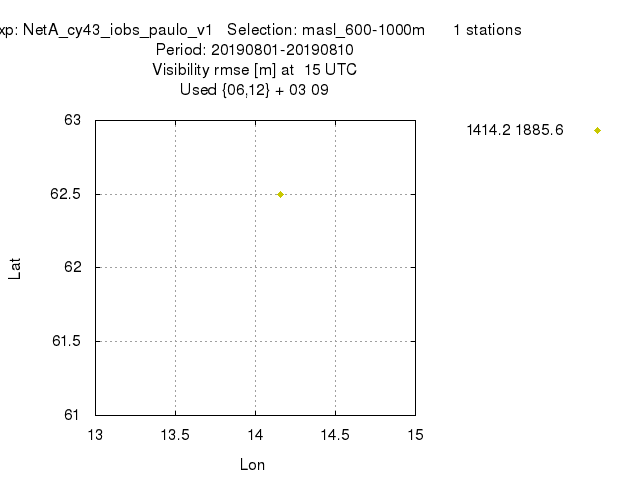 xp: NetA_cy43_iobs_paulo_v1 Selection: masl_600-1000m 1 stations
Period: 20190801-20190810
Visibility rmse [m] at 15 UTC
Used {06,12} + 03 09
1414.2 1885.6
63
62.5
62
61.5
61
13 13.5 14 14.5 15
Lat
Lon